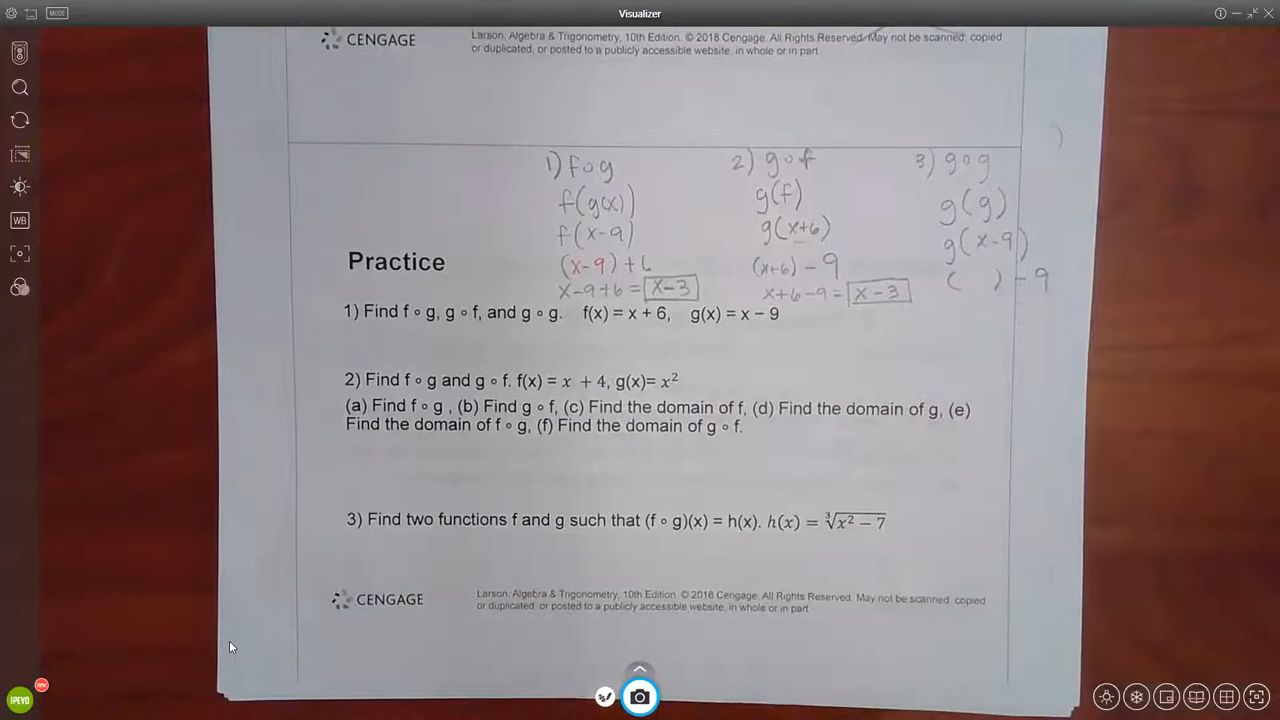 MODE
Visualizer
CENGAGE
Larson, Algebra & Trigonometry, 10th Edition. © 2018 Cengage. All Rights Reserved. May not be scanned, copied
or duplicated, or posted to a publicly accessible website, in whole or in part
1) f∘g
f(g(x))
f(x-9)
(x-9)+6
x-9+6 = x-3
2) g∘f
g(f)
g(x+6)
(x+6) - 9
x+6-9 = x-3
3) g∘g
g(g)
g(x-9)
( ) - 9
Practice
1) Find f ∘ g, g ∘ f, and g ∘ g. f(x) = x + 6, g(x) = x − 9
2) Find f ∘ g and g ∘ f. f(x) = x + 4, g(x)= x²
(a) Find f ∘ g , (b) Find g ∘ f, (c) Find the domain of f, (d) Find the domain of g, (e)
Find the domain of f ∘ g, (f) Find the domain of g ∘ f.
3) Find two functions f and g such that (f ∘ g)(x) = h(x). h(x) = ∛(x² − 7)
CENGAGE
Larson, Algebra & Trigonometry, 10th Edition. © 2018 Cengage. All Rights Reserved. May not be scanned, copied
or duplicated, or posted to a publicly accessible website, in whole or in part
WB
IPEVO
new